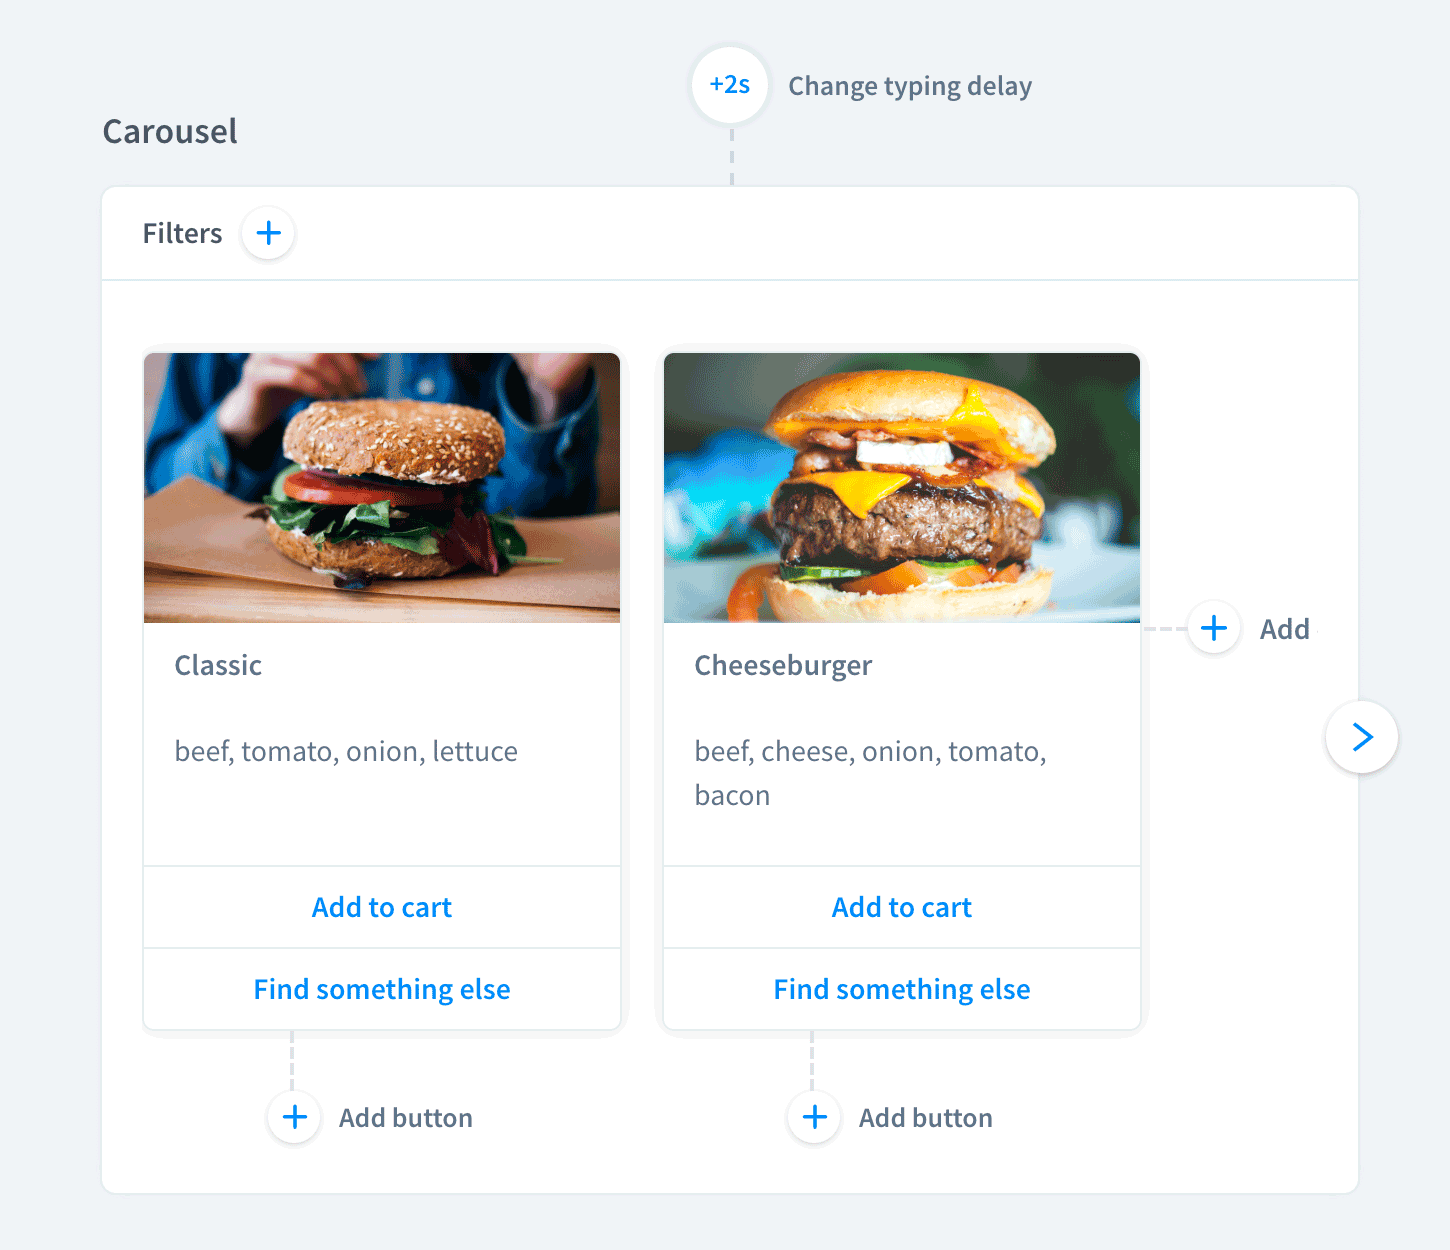 +2s
Change typing delay
Carousel
Filters
Classic
beef, tomato, onion, lettuce
Add to cart
Find something else
Add button
Cheeseburger
beef, cheese, onion, tomato,
bacon
Add to cart
Find something else
Add button
Add